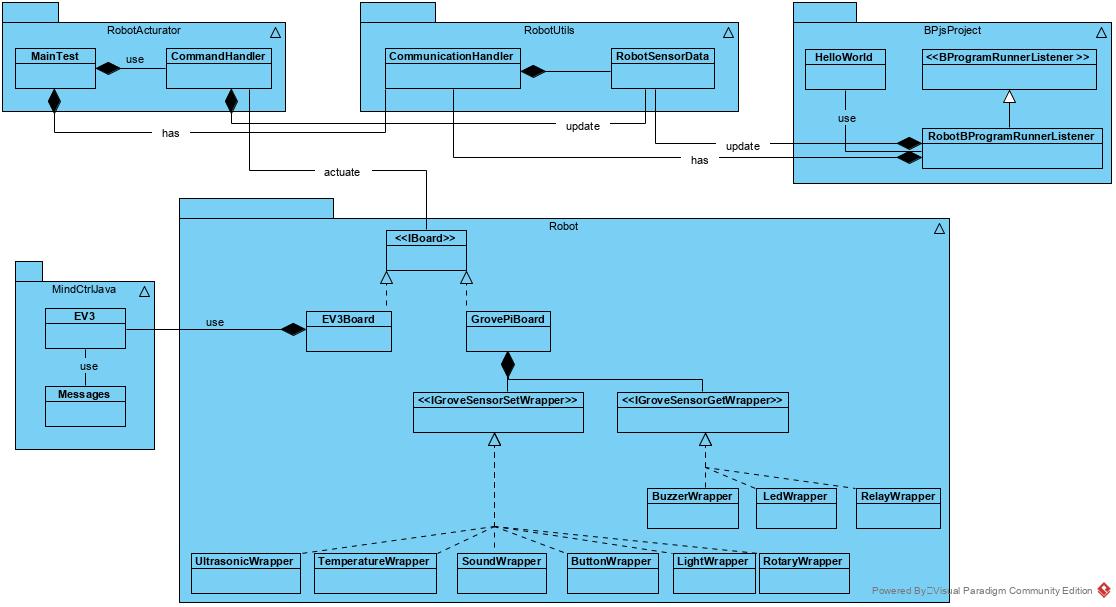 RobotActurator
MainTest
use
CommandHandler
has
RobotUtils
CommunicationHandler
RobotSensorData
update
BPjsProject
HelloWorld
<<BProgramRunnerListener >>
use
RobotBProgramRunnerListener
update
has
actuate
Robot
<<IBoard>>
MindCtrlJava
EV3
use
Messages
use
EV3Board
GrovePiBoard
<<IGroveSensorSetWrapper>>
<<IGroveSensorGetWrapper>>
BuzzerWrapper
LedWrapper
RelayWrapper
UltrasonicWrapper
TemperatureWrapper
SoundWrapper
ButtonWrapper
LightWrapper
RotaryWrapper
Powered By Visual Paradigm Community Edition